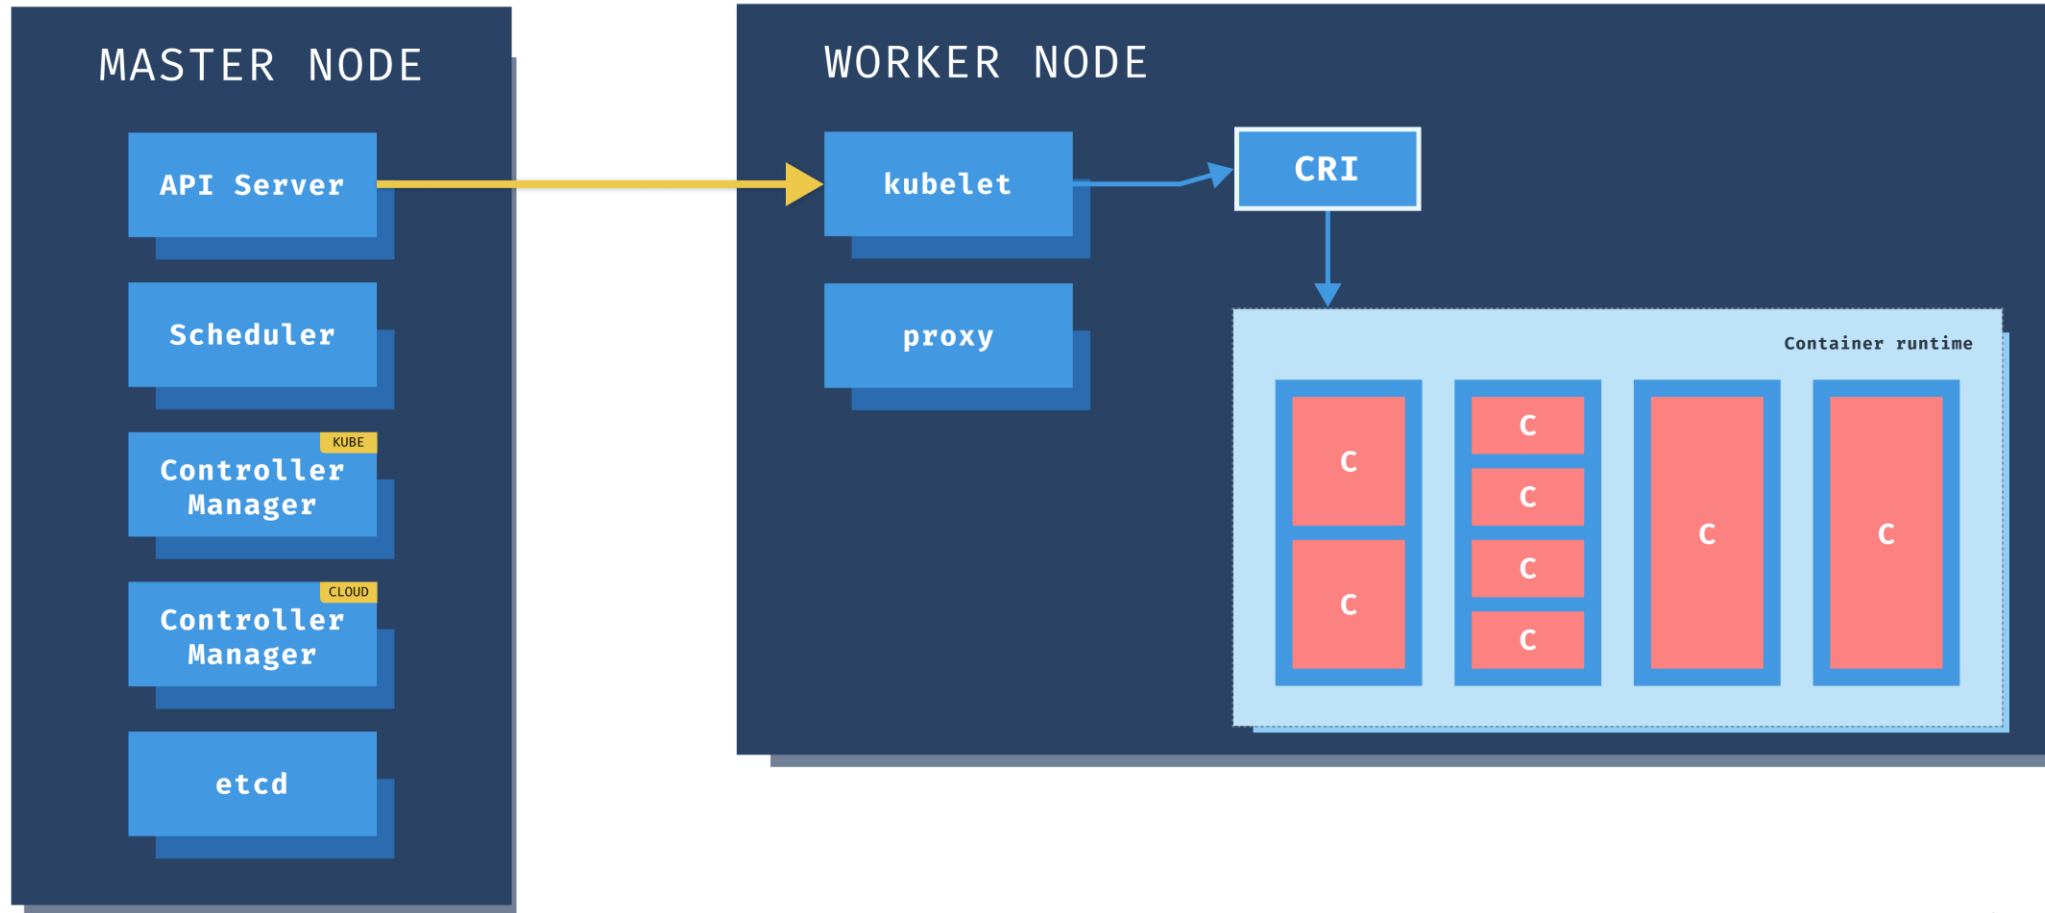 MASTER NODE
API Server
Scheduler
KUBE
Controller
Manager
CLOUD
Controller
Manager
etcd
WORKER NODE
kubelet
CRI
proxy
Container runtime
C
C
C
C
C
C
C
C